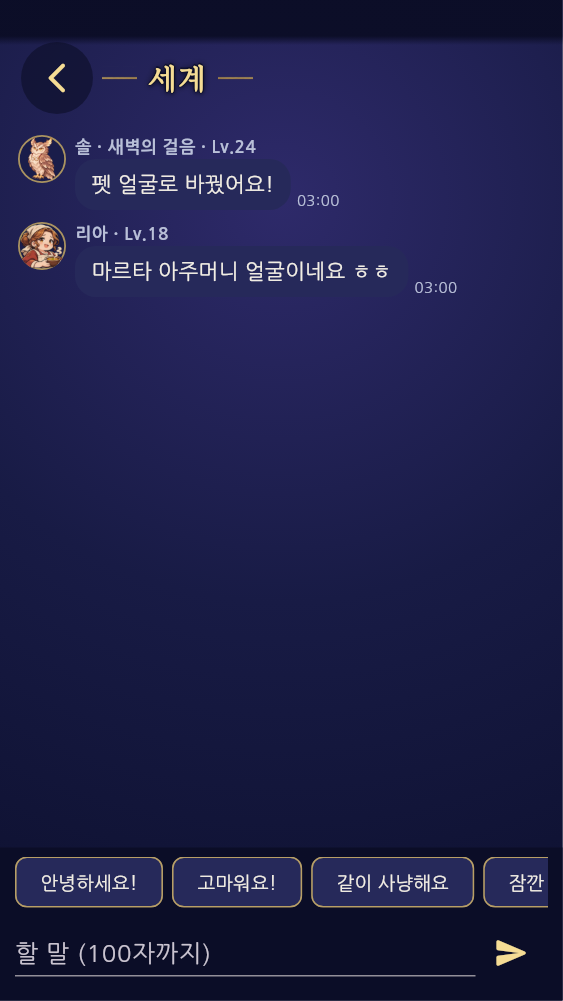 세계
솔 · 새벽의 걸음 · Lv.24
펫 얼굴로 바꿨어요!
03:00
리아 · Lv.18
마르타 아주머니 얼굴이네요 ㅎㅎ
03:00
안녕하세요!
고마워요!
같이 사냥해요
잠깐
할 말 (100자까지)